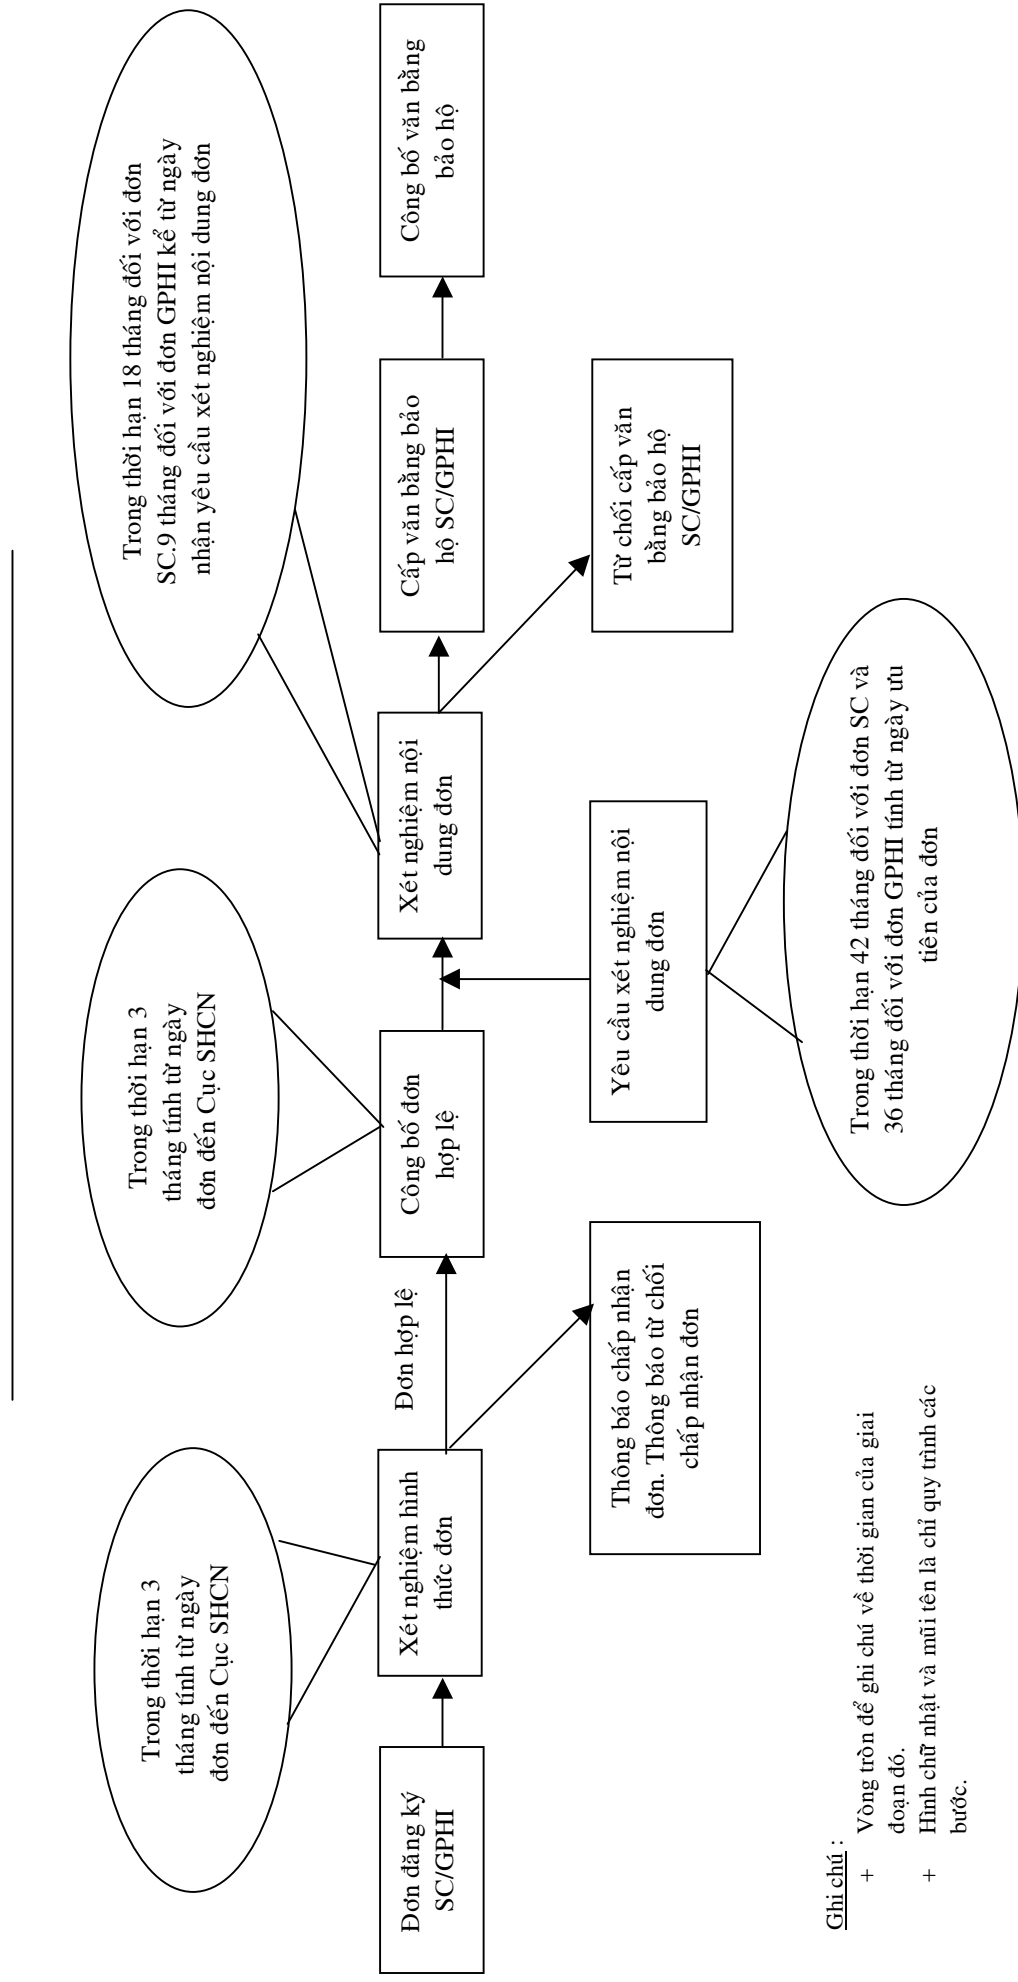 Trong thời hạn 3
tháng tính từ ngày
đơn đến Cục SHCN
Trong thời hạn 3
tháng tính từ ngày
đơn đến Cục SHCN
Trong thời hạn 18 tháng đối với đơn
SC.9 tháng đối với đơn GPHI kể từ ngày
nhận yêu cầu xét nghiệm nội dung đơn
Đơn đăng ký
SC/GPHI
Xét nghiệm hình
thức đơn
Đơn hợp lệ
Công bố đơn
hợp lệ
Xét nghiệm nội
dung đơn
Cấp văn bằng bảo
hộ SC/GPHI
Công bố văn bằng
bảo hộ
Thông báo chấp nhận
đơn. Thông báo từ chối
chấp nhận đơn
Yêu cầu xét nghiệm nội
dung đơn
Từ chối cấp văn
bằng bảo hộ
SC/GPHI
Trong thời hạn 42 tháng đối với đơn SC và
36 tháng đối với đơn GPHI tính từ ngày ưu
tiên của đơn
Ghi chú :
+ Vòng tròn để ghi chú về thời gian của giai
đoạn đó.
+ Hình chữ nhật và mũi tên là chỉ quy trình các
bước.